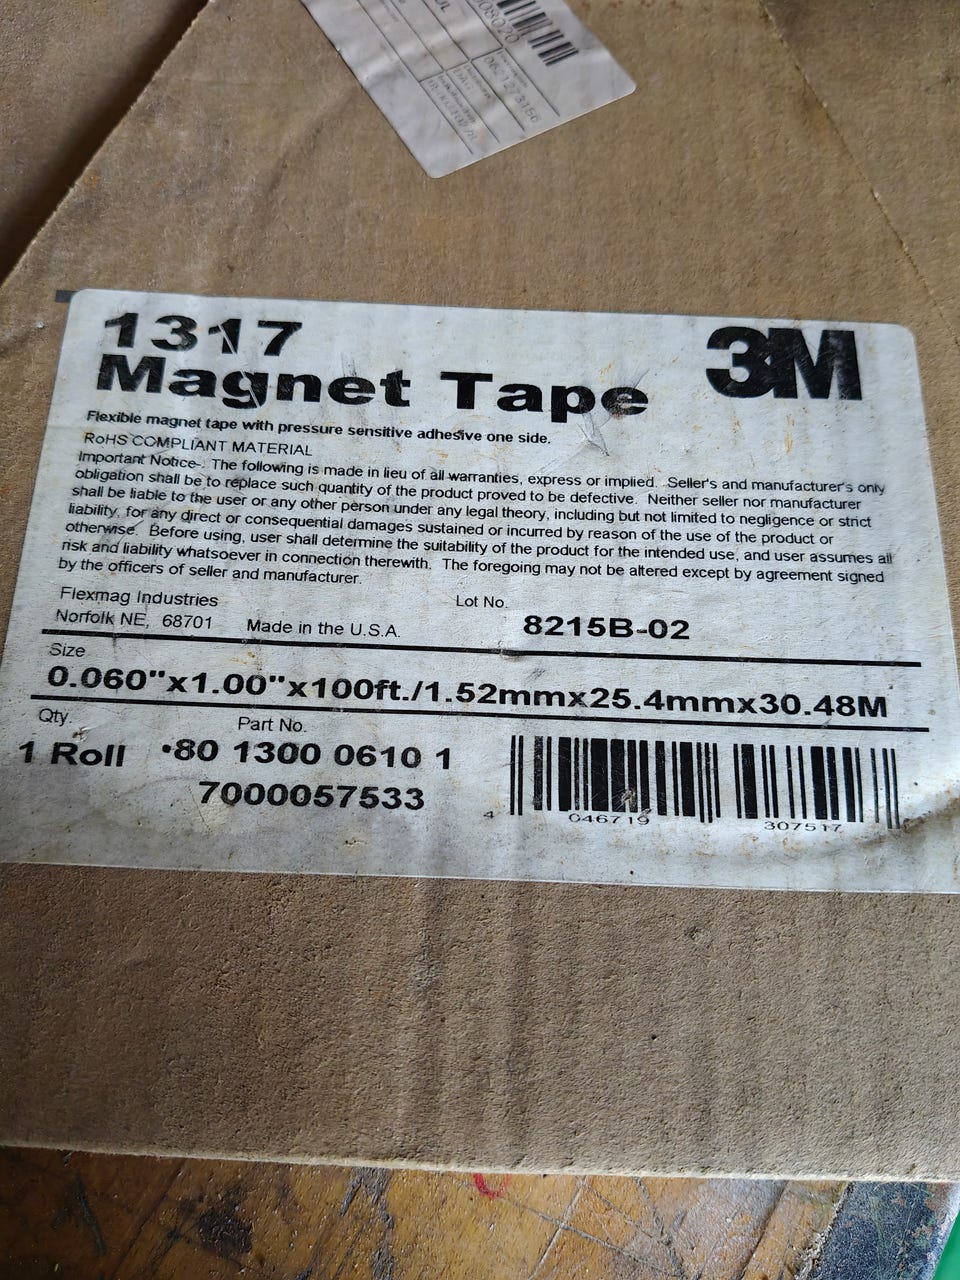 0621273156
1317
3M
Magnet Tape
Flexible magnet tape with pressure sensitive adhesive one side.
RoHS COMPLIANT MATERIAL
Important Notice-: The following is made in lieu of all warranties, express or implied. Seller's and manufacturer's only
obligation shall be to replace such quantity of the product proved to be defective. Neither seller nor manufacturer
shall be liable to the user or any other person under any legal theory, including but not limited to negligence or strict
liability, for any direct or consequential damages sustained or incurred by reason of the use of the product or
otherwise. Before using, user shall determine the suitability of the product for the intended use, and user assumes all
risk and liability whatsoever in connection therewith. The foregoing may not be altered except by agreement signed
by the officers of seller and manufacturer.
Flexmag Industries
Norfolk NE, 68701 Made in the U.S.A.
Lot No.
8215B-02
Size
0.060"x1.00"x100ft./1.52mmx25.4mmx30.48M
Qty. Part No.
1 Roll •80 1300 0610 1
7000057533
4 046719 307517